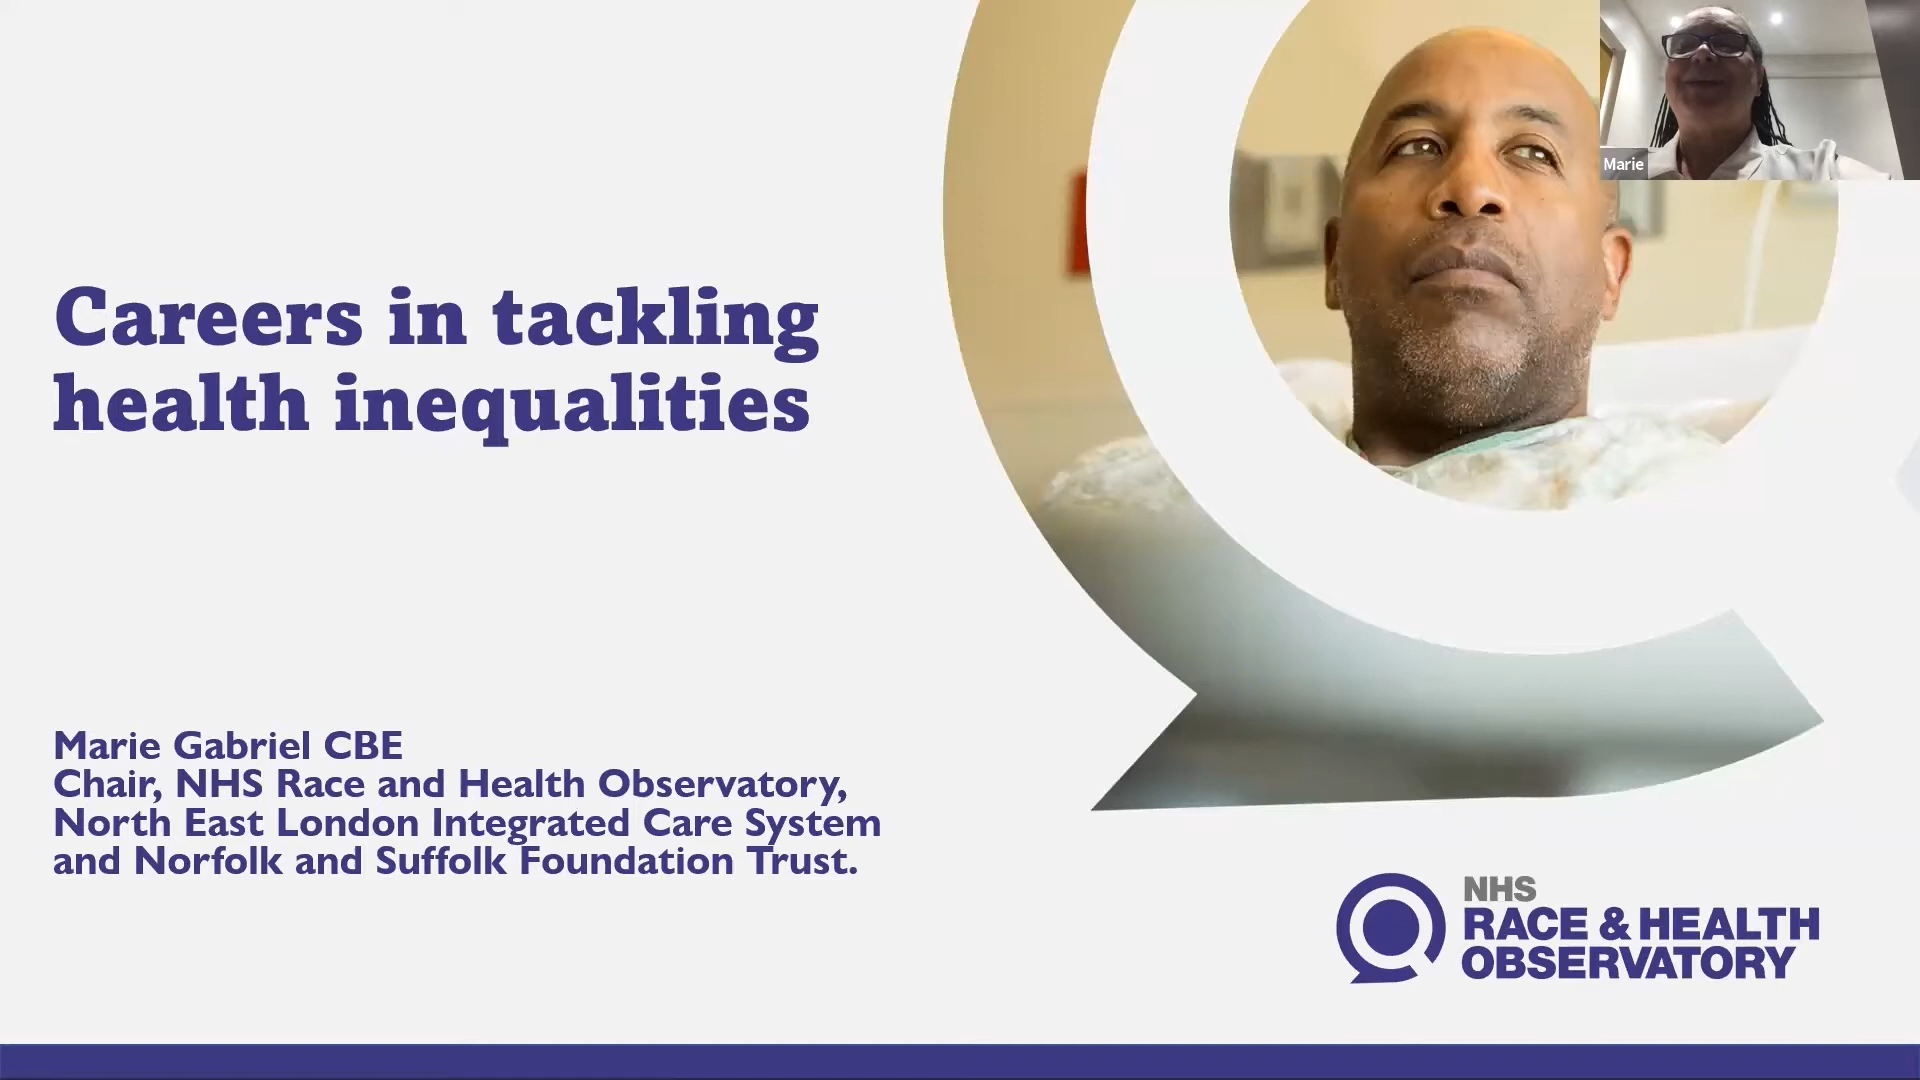 Marie
Careers in tackling
health inequalities
Marie Gabriel CBE
Chair, NHS Race and Health Observatory,
North East London Integrated Care System
and Norfolk and Suffolk Foundation Trust.
NHS
RACE & HEALTH
OBSERVATORY